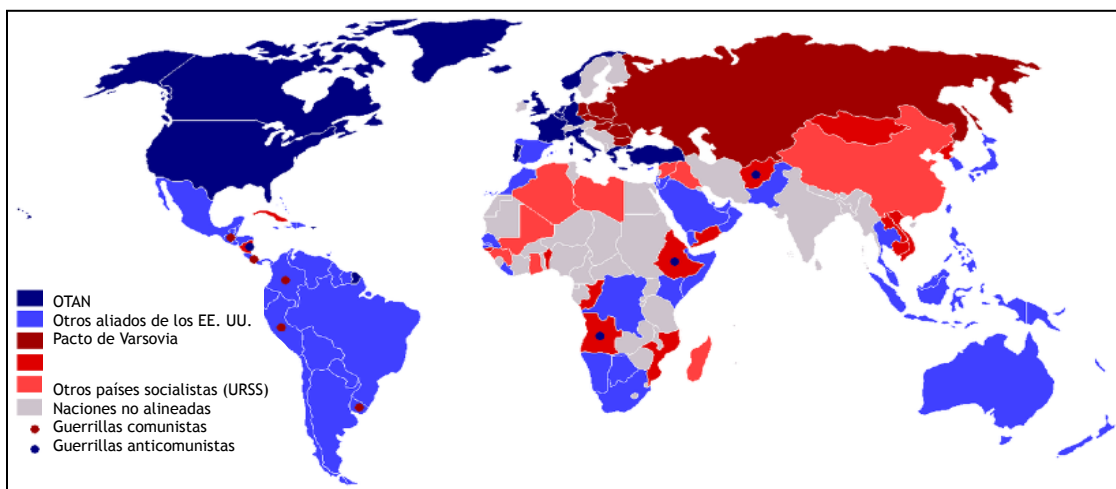 OTAN
Otros aliados de los EE. UU.
Pacto de Varsovia
Otros países socialistas (URSS)
Naciones no alineadas
Guerrillas comunistas
Guerrillas anticomunistas